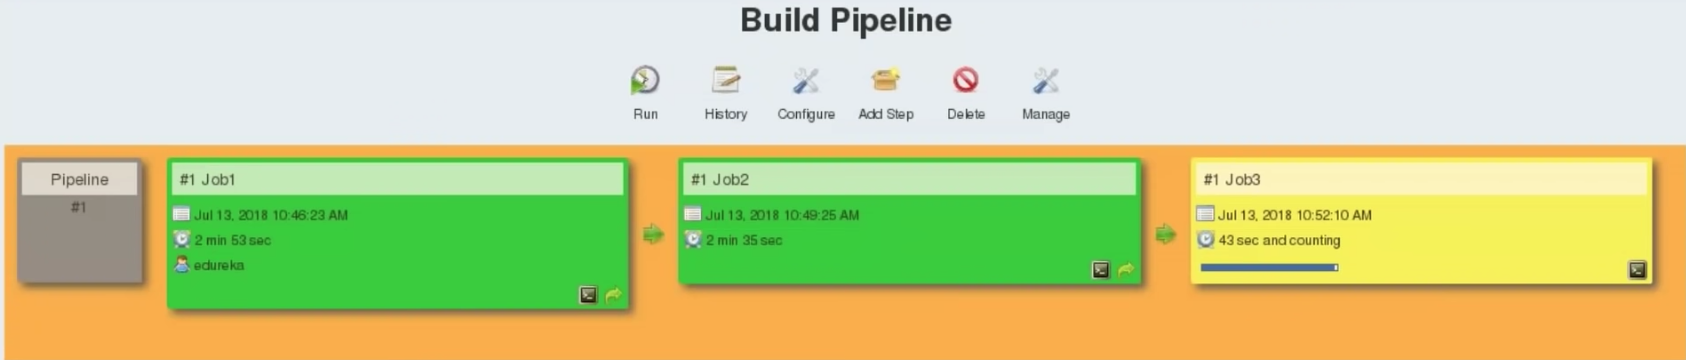 Build Pipeline
Run History Configure Add Step Delete Manage
Pipeline
#1
#1 Job1
Jul 13, 2018 10:46:23 AM
2 min 53 sec
edureka
#1 Job2
Jul 13, 2018 10:49:25 AM
2 min 35 sec
#1 Job3
Jul 13, 2018 10:52:10 AM
43 sec and counting